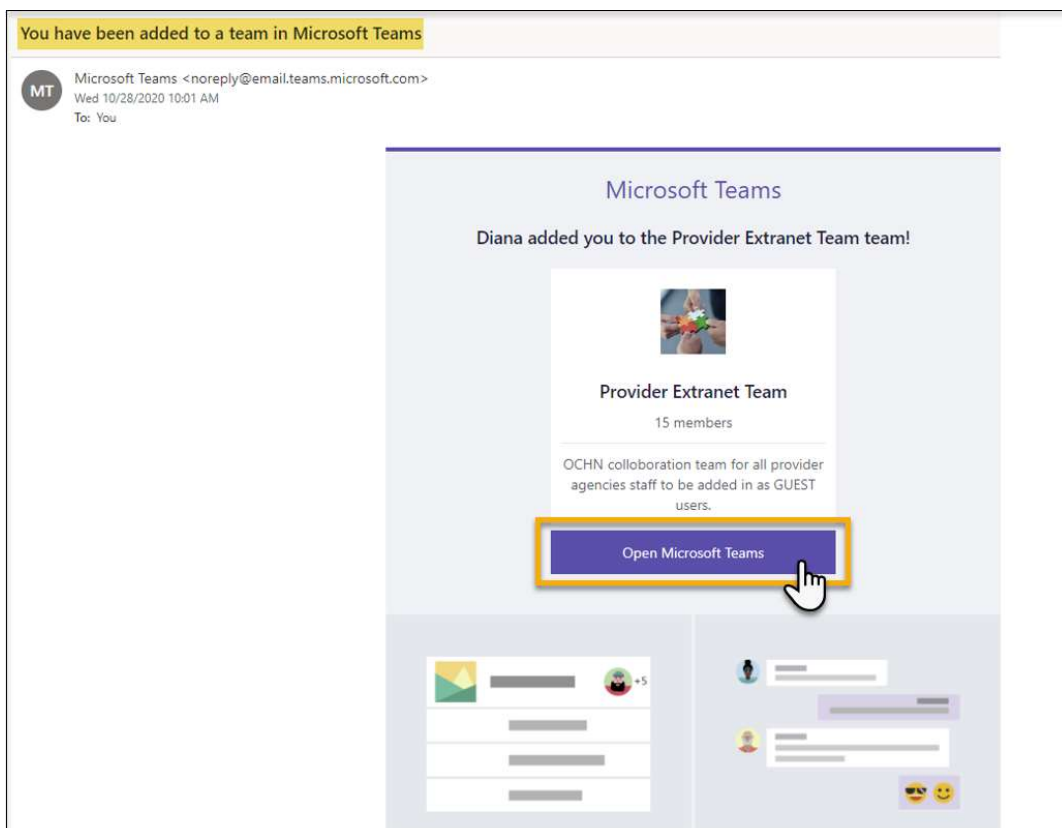 You have been added to a team in Microsoft Teams
MT
Microsoft Teams <noreply@email.teams.microsoft.com>
Wed 10/28/2020 10:01 AM
To: You
Microsoft Teams
Diana added you to the Provider Extranet Team team!
Provider Extranet Team
15 members
OCHN colloboration team for all provider
agencies staff to be added in as GUEST
users.
Open Microsoft Teams
+5